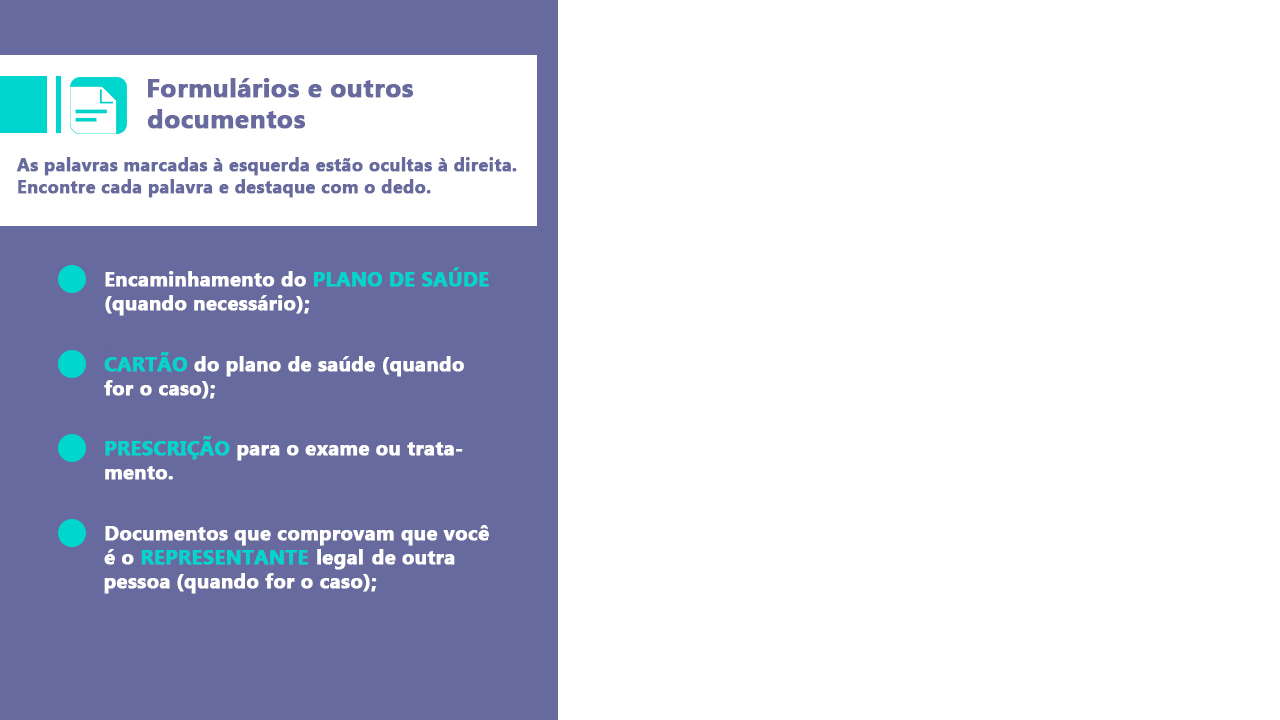 Formulários e outros
documentos
As palavras marcadas à esquerda estão ocultas à direita.
Encontre cada palavra e destaque com o dedo.
Encaminhamento do PLANO DE SAÚDE
(quando necessário);
CARTÃO do plano de saúde (quando
for o caso);
PRESCRIÇÃO para o exame ou trata-
mento.
Documentos que comprovam que você
é o REPRESENTANTE legal de outra
pessoa (quando for o caso);